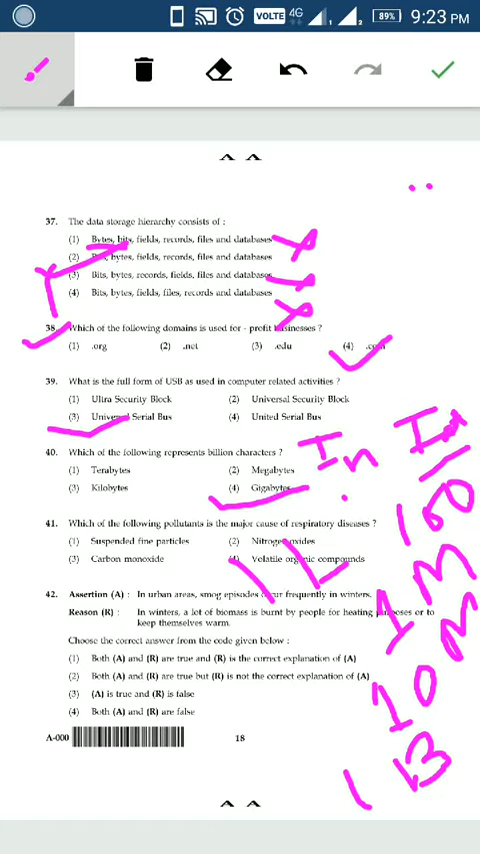 VOLTE 4G 1 2 89% 9:23 PM
37. The data storage hierarchy consists of :
(1) Bytes, bits, fields, records, files and databases
(2) Bits, bytes, fields, records, files and databases
(3) Bits, bytes, records, fields, files and databases
(4) Bits, bytes, fields, files, records and databases
38. Which of the following domains is used for - profit businesses ?
(1) .org (2) .net (3) .edu (4) .com
39. What is the full form of USB as used in computer related activities ?
(1) Ultra Security Block (2) Universal Security Block
(3) Universal Serial Bus (4) United Serial Bus
40. Which of the following represents billion characters ?
(1) Terabytes (2) Megabytes
(3) Kilobytes (4) Gigabytes
41. Which of the following pollutants is the major cause of respiratory diseases ?
(1) Suspended fine particles (2) Nitrogen oxides
(3) Carbon monoxide (4) Volatile organic compounds
42. Assertion (A) : In urban areas, smog episodes occur frequently in winters.
Reason (R) : In winters, a lot of biomass is burnt by people for heating purposes or to
keep themselves warm.
Choose the correct answer from the code given below :
(1) Both (A) and (R) are true and (R) is the correct explanation of (A)
(2) Both (A) and (R) are true but (R) is not the correct explanation of (A)
(3) (A) is true and (R) is false
(4) Both (A) and (R) are false
A-000 18
In
1L
1M
10M
1B